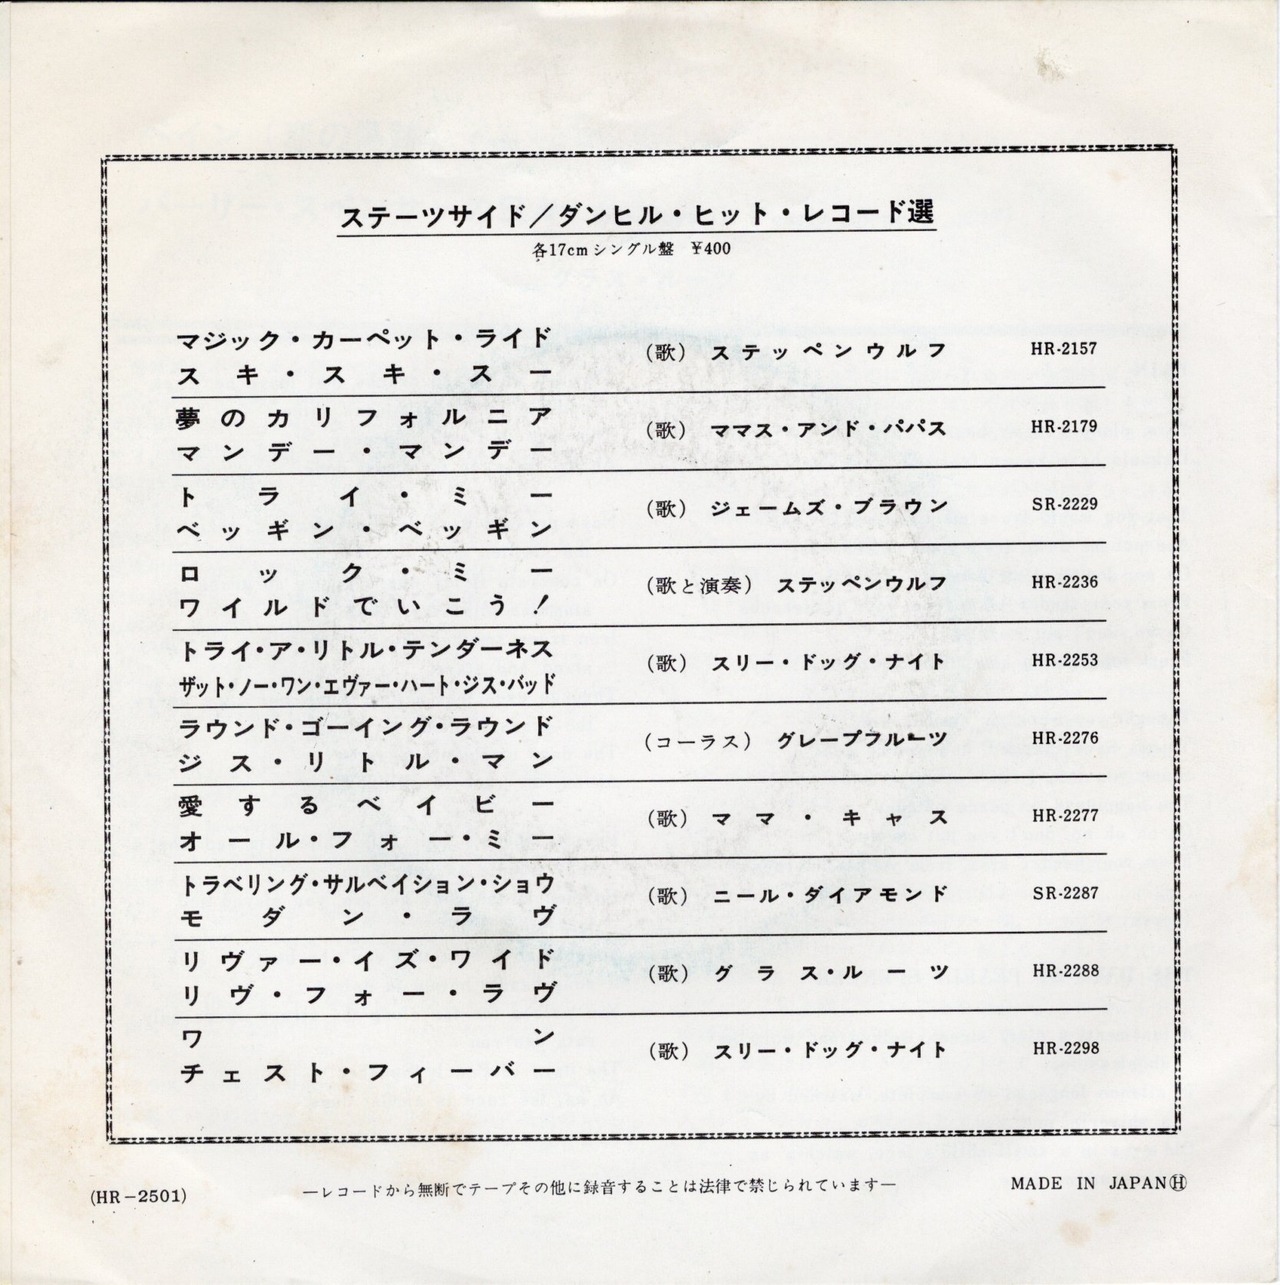 ステーツサイド／ダンヒル・ヒット・レコード選
各17cmシングル盤　¥400
マジック・カーペット・ライド
スキ・スキ・スー
(歌) ステッペンウルフ
HR-2157
夢のカリフォルニア
マンデー・マンデー
(歌) ママス・アンド・パパス
HR-2179
トライ・ミー
ベッギン・ベッギン
(歌) ジェームズ・ブラウン
SR-2229
ロック・ミー
ワイルドでいこう！
(歌と演奏) ステッペンウルフ
HR-2236
トライ・ア・リトル・テンダーネス
ザット・ノー・ワン・エヴァー・ハート・ジス・バッド
(歌) スリー・ドッグ・ナイト
HR-2253
ラウンド・ゴーイング・ラウンド
ジス・リトル・マン
(コーラス) グレープフルーツ
HR-2276
愛するベイビー
オール・フォー・ミー
(歌) ママ・キャス
HR-2277
トラベリング・サルベイション・ショウ
モダン・ラヴ
(歌) ニール・ダイアモンド
SR-2287
リヴァー・イズ・ワイド
リヴ・フォー・ラヴ
(歌) グラス・ルーツ
HR-2288
ワン
チェスト・フィーバー
(歌) スリー・ドッグ・ナイト
HR-2298
(HR-2501)
―レコードから無断でテープその他に録音することは法律で禁じられています―
MADE IN JAPANⒽ